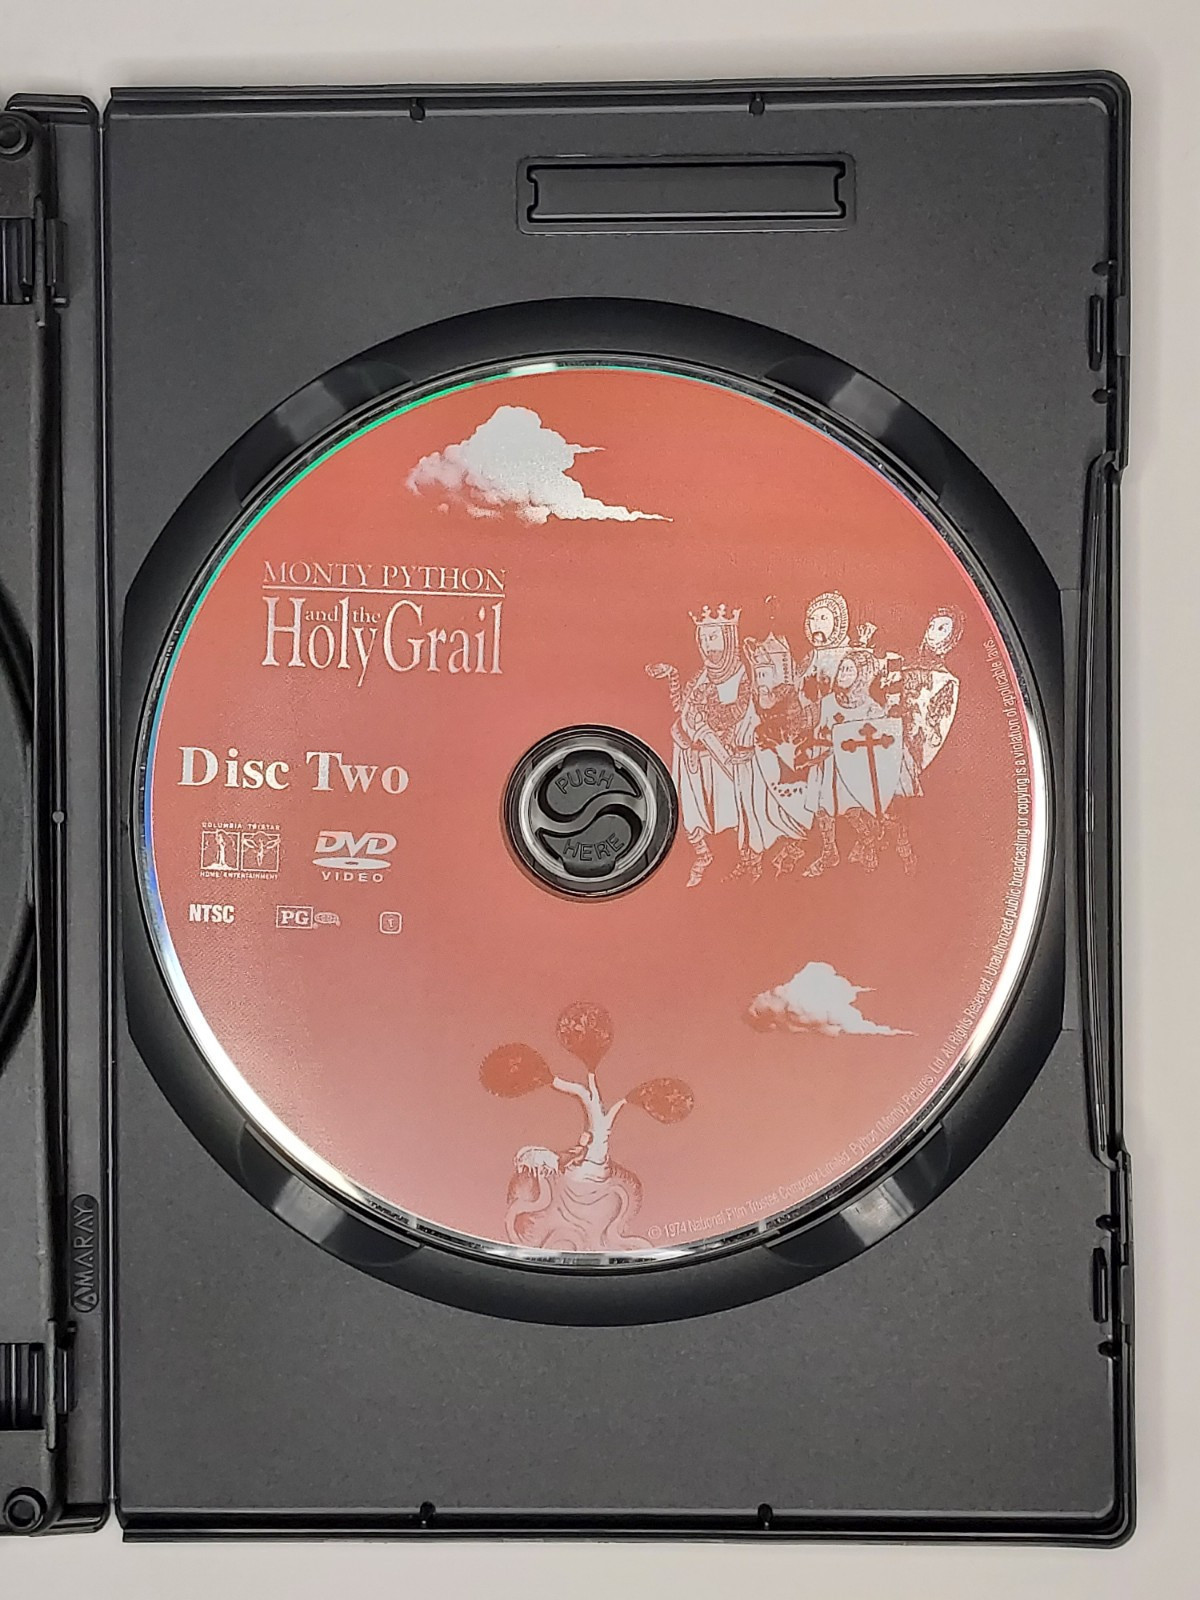 MONTY PYTHON
and the
Holy Grail
Disc Two
COLUMBIA TRISTAR
HOME ENTERTAINMENT
DVD
VIDEO
NTSC
PG
1
PUSH
HERE
© 1974 National Film Trustee Company Limited. Python (Monty) Pictures, Ltd. All Rights Reserved. Unauthorized public broadcasting or copying is a violation of applicable laws.
AMARAY